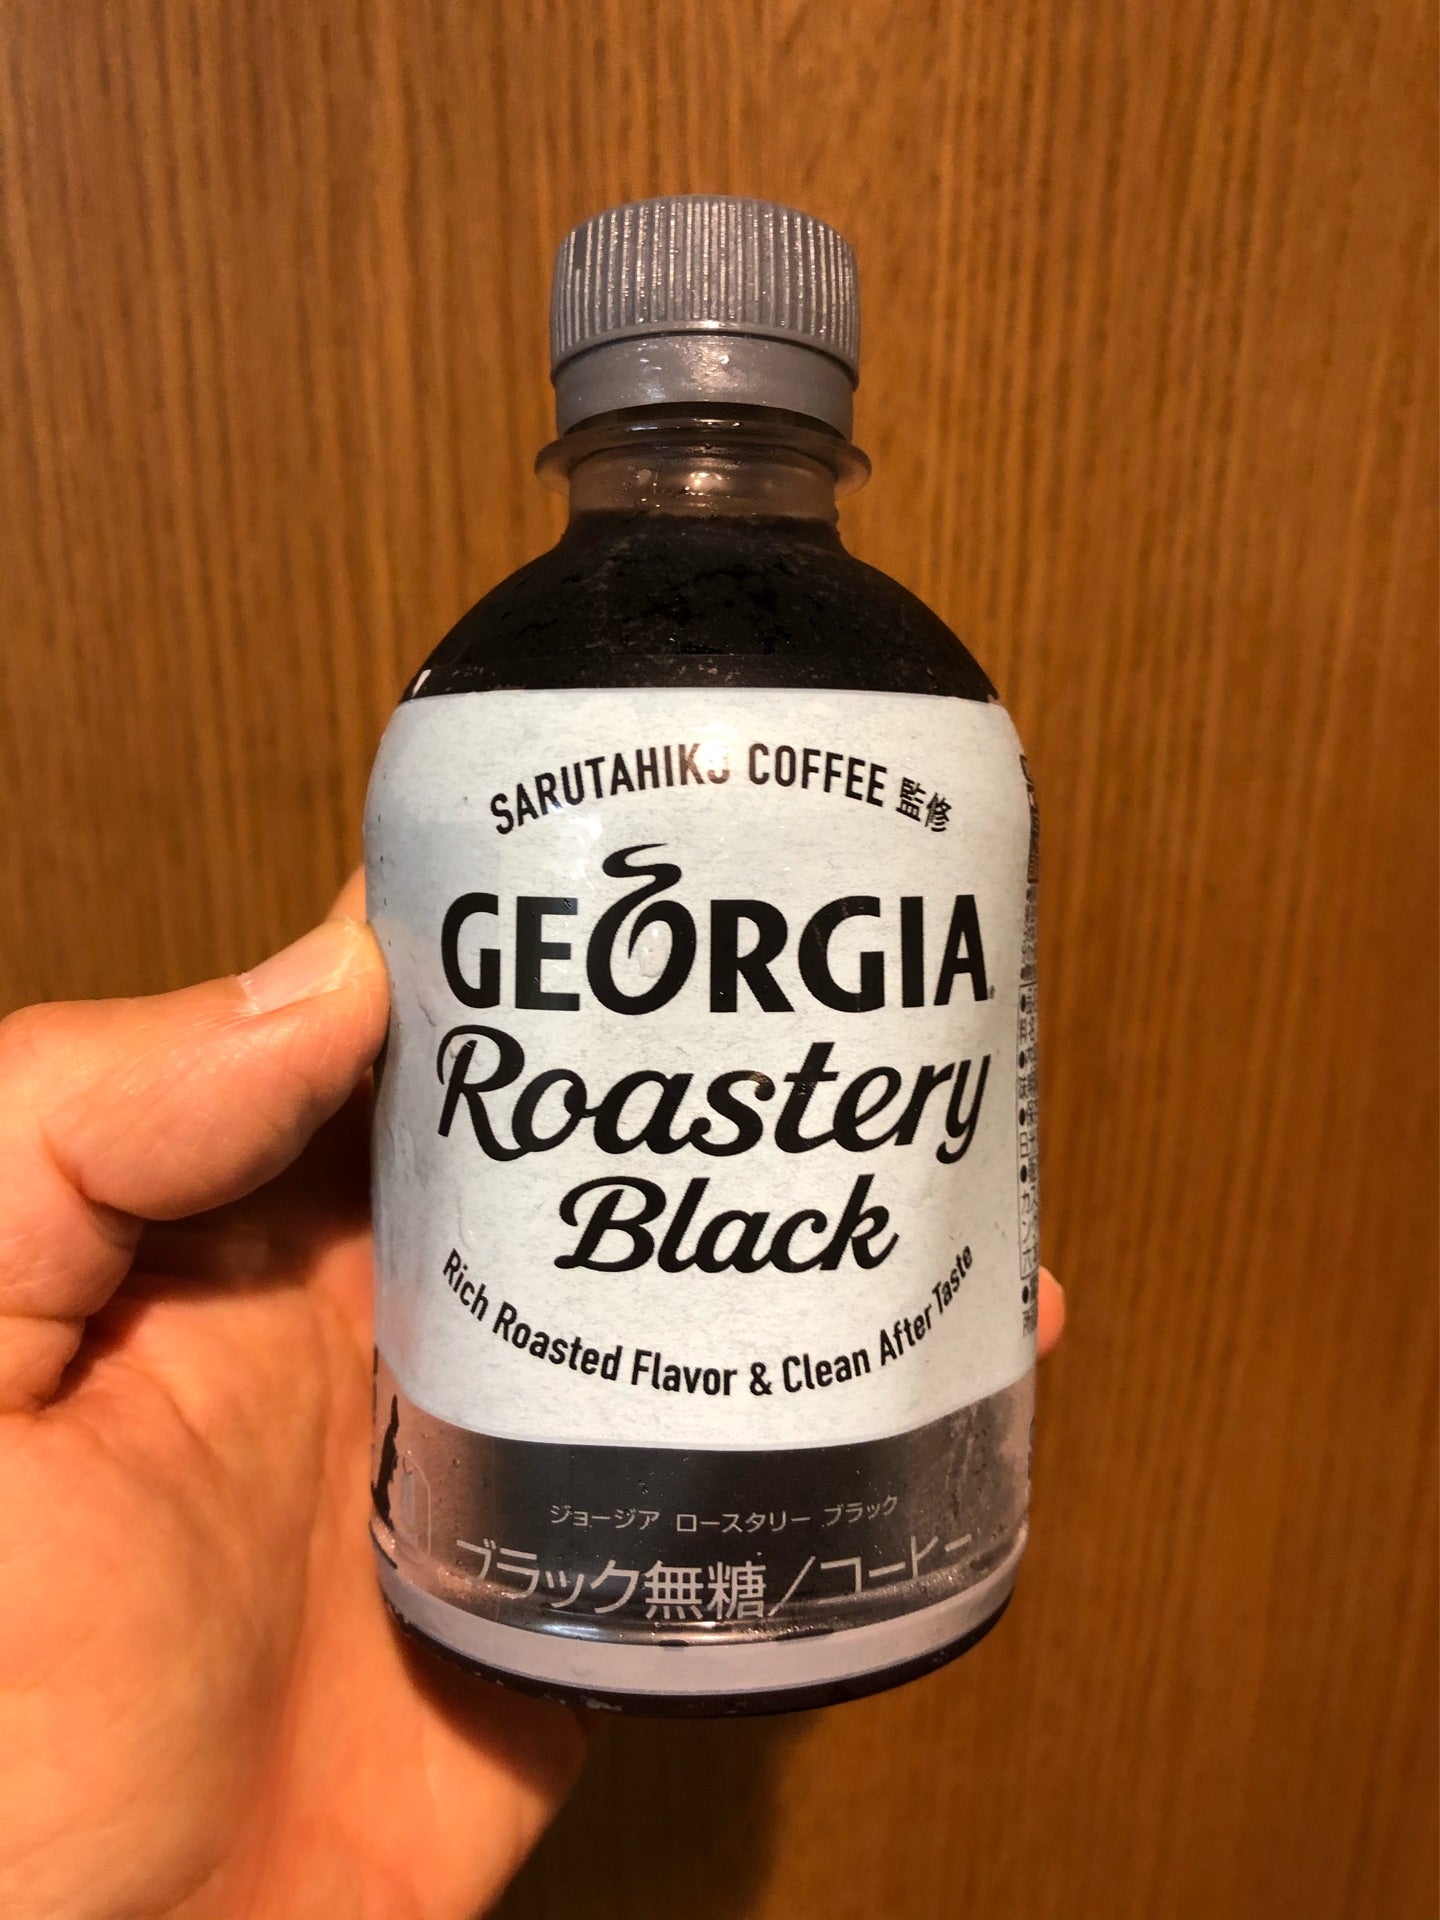 SARUTAHIKO COFFEE 監修
GEORGIA
Roastery
Black
Rich Roasted Flavor & Clean After Taste
ジョージア ロースタリー ブラック
ブラック無糖/コーヒー